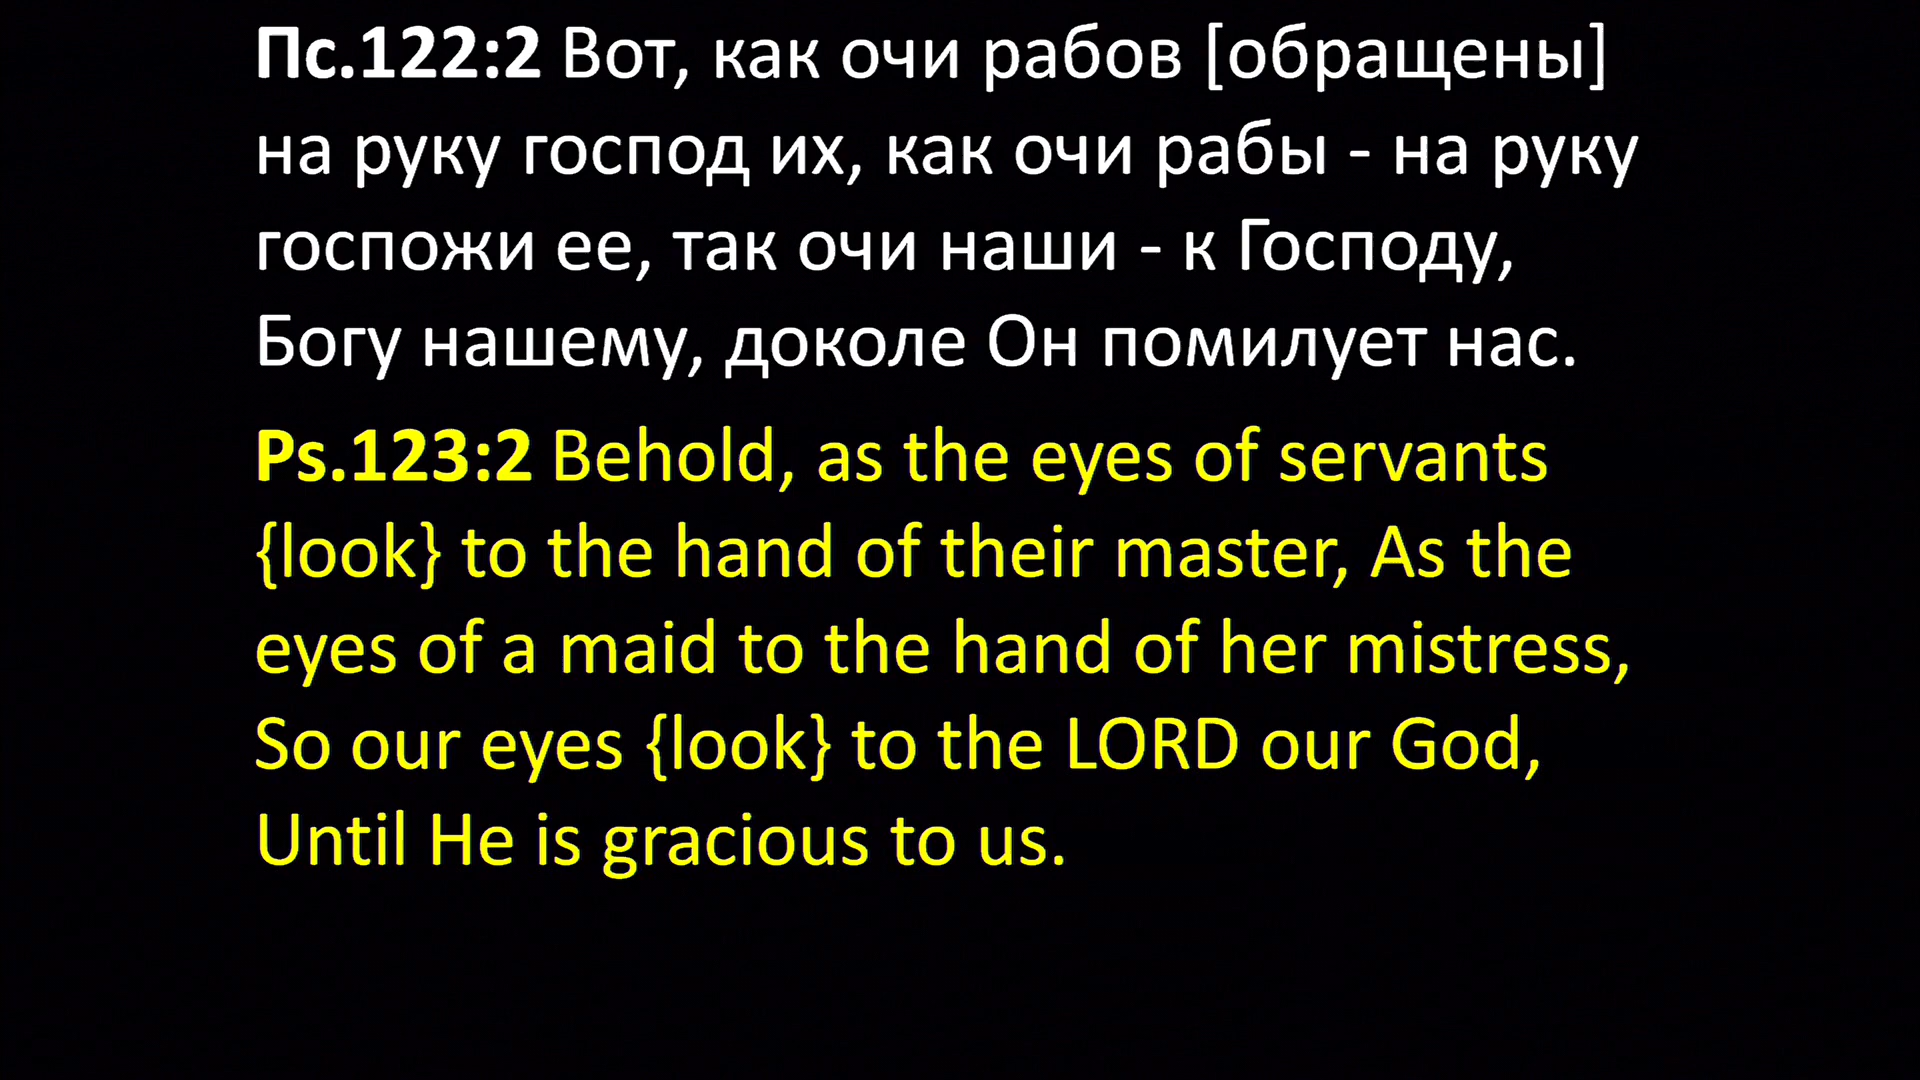 Пс.122:2 Вот, как очи рабов [обращены]
на руку господ их, как очи рабы - на руку
госпожи ее, так очи наши - к Господу,
Богу нашему, доколе Он помилует нас.
Ps.123:2 Behold, as the eyes of servants
{look} to the hand of their master, As the
eyes of a maid to the hand of her mistress,
So our eyes {look} to the LORD our God,
Until He is gracious to us.